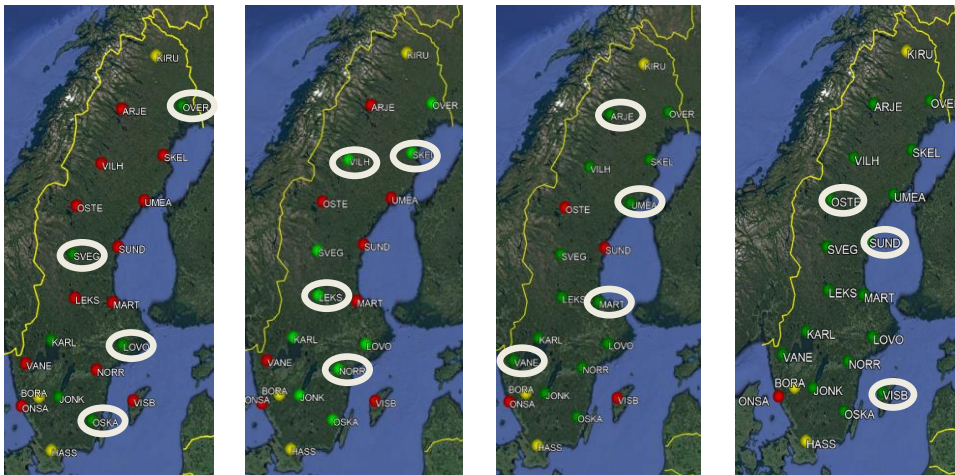 KIRU
OVER
ARJE
SKEL
VILH
UMEA
OSTE
SUND
SVEG
LEKS
MART
KARL
LOVO
VANE
NORR
BORA
JONK
VISB
ONSA
OSKA
HASS
KIRU
ARJE
OVER
SKEL
VILH
UMEA
OSTE
SUND
SVEG
LEKS
MART
KARL
LOVO
VANE
NORR
BORA
JONK
ONSA
VISB
OSKA
HASS
KIRU
ARJE
OVER
SKEL
VILH
UMEA
OSTE
SUND
SVEG
LEKS
MART
KARL
LOVO
VANE
NORR
BORA
JONK
ONSA
VISB
OSKA
HASS
KIRU
ARJE
OVE
SKEL
VILH
UMEA
OSTE
SUND
SVEG
LEKS
MART
KARL
LOVO
VANE
NORR
BORA
JONK
VISB
ONSA
OSKA
HASS